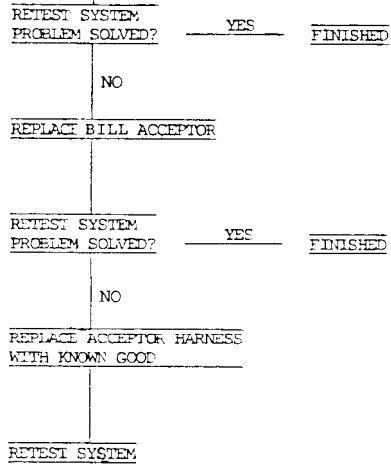 RETEST SYSTEM
PROBLEM SOLVED?
YES
FINISHED
NO
REPLACE BILL ACCEPTOR
RETEST SYSTEM
PROBLEM SOLVED?
YES
FINISHED
NO
REPLACE ACCEPTOR HARNESS
WITH KNOWN GOOD
RETEST SYSTEM